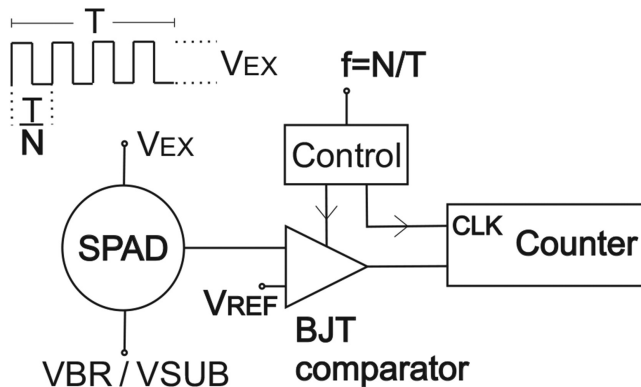 T
VEX
T
N
f=N/T
VEX
Control
SPAD
CLK
Counter
VREF
BJT
comparator
VBR / VSUB